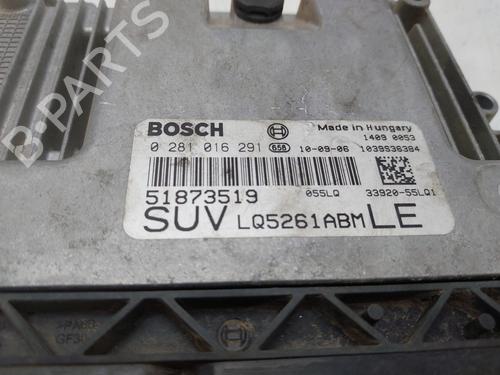 B-PARTS
BOSCH
Made in Hungary
1409 0053
0 281 016 291 658 10-09-06 1039S36384
51873519 055LQ 33920-55LQ1
SUV LQ5261ABM LE